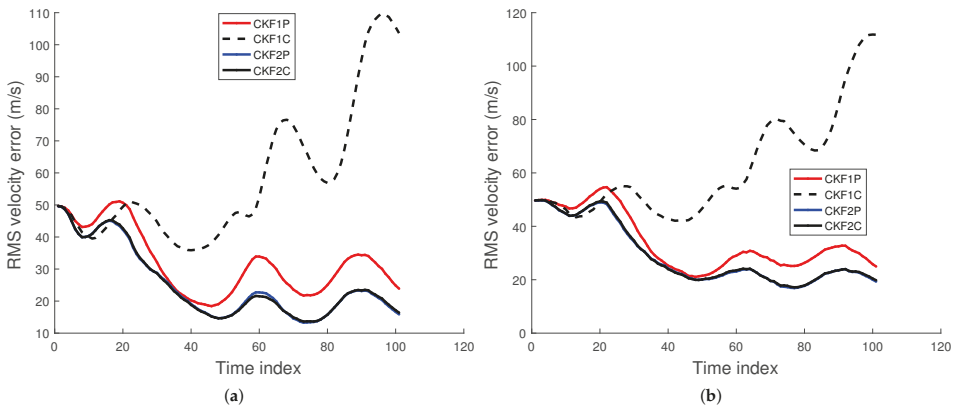 110
100
90
80
70
60
50
40
30
20
10
RMS velocity error (m/s)
CKF1P
CKF1C
CKF2P
CKF2C
0 20 40 60 80 100 120
Time index
(a)
120
100
80
60
40
20
0
RMS velocity error (m/s)
CKF1P
CKF1C
CKF2P
CKF2C
0 20 40 60 80 100 120
Time index
(b)